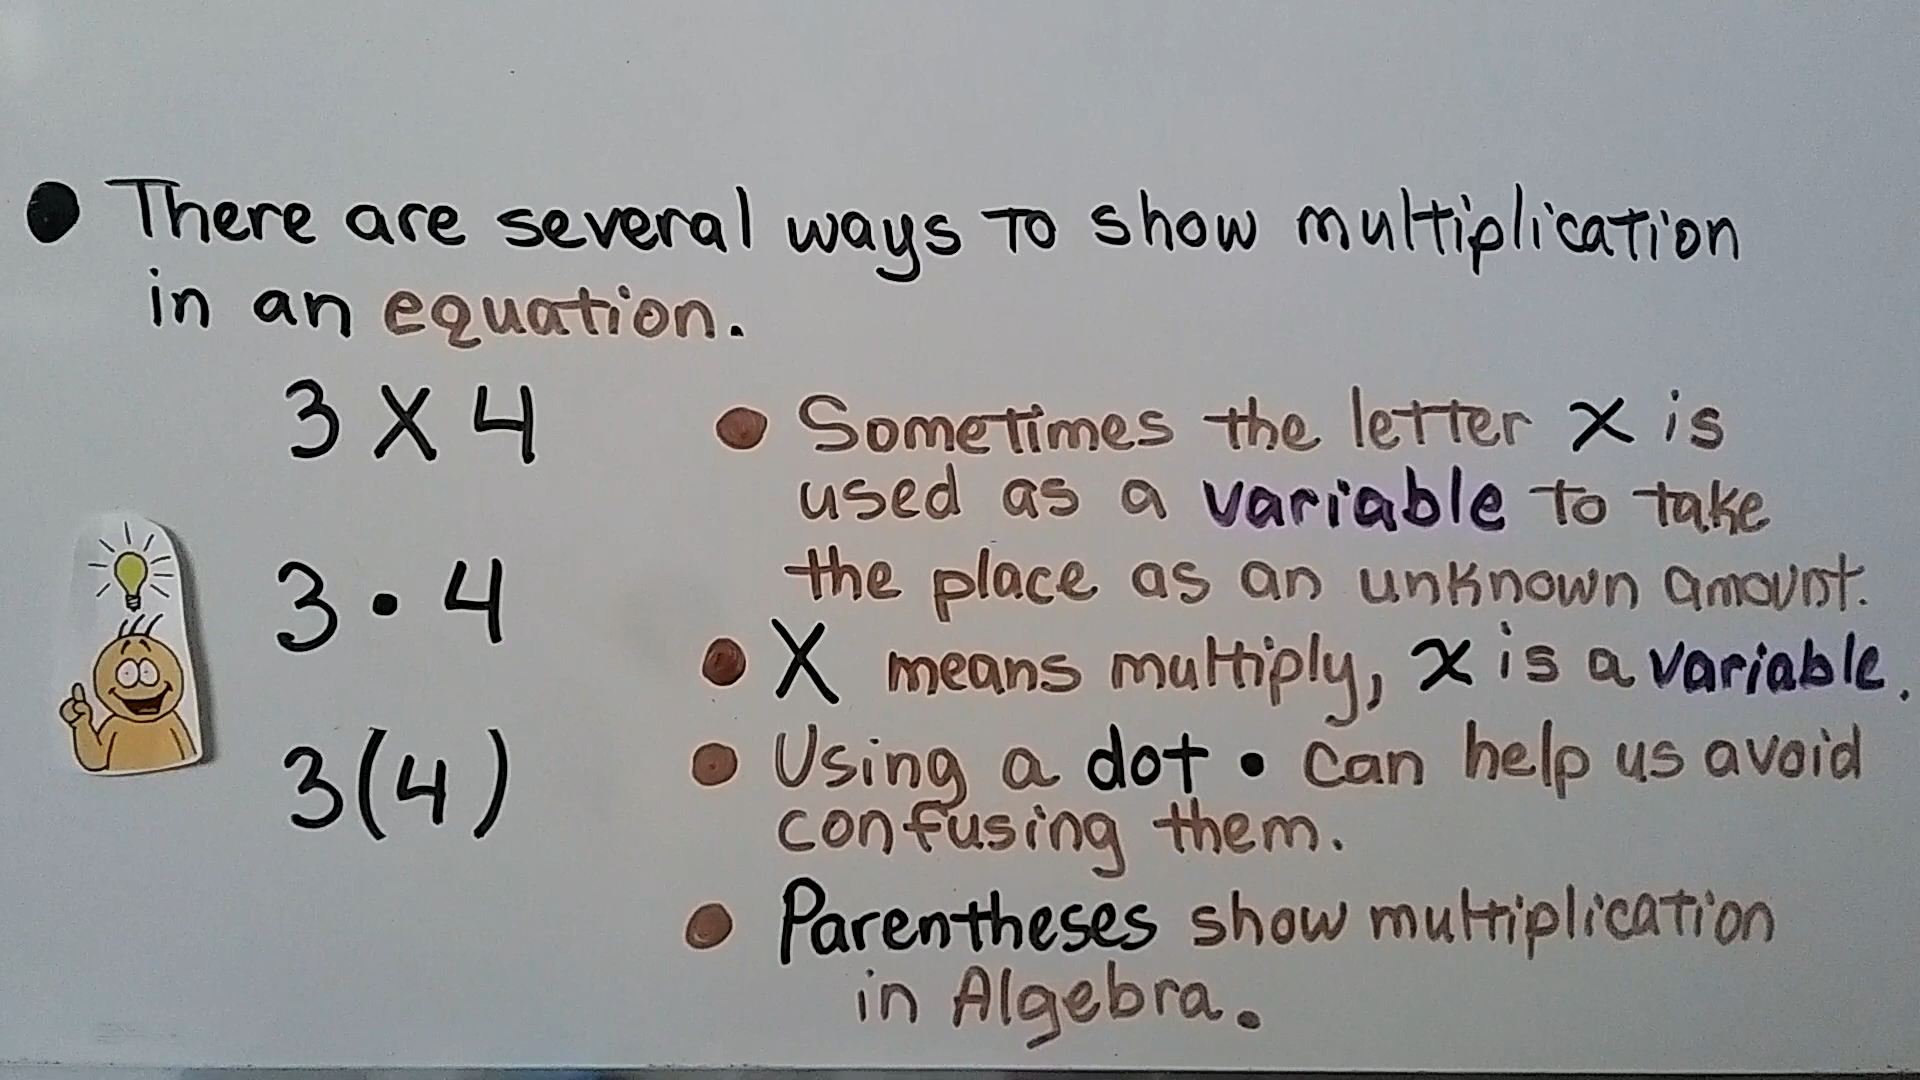 ● There are several ways to show multiplication
in an equation.
3 X 4
● Sometimes the letter x is
used as a variable to take
the place as an unknown amount.
● X means multiply, x is a variable.
3 • 4
● Using a dot • can help us avoid
confusing them.
3(4)
● Parentheses show multiplication
in Algebra.